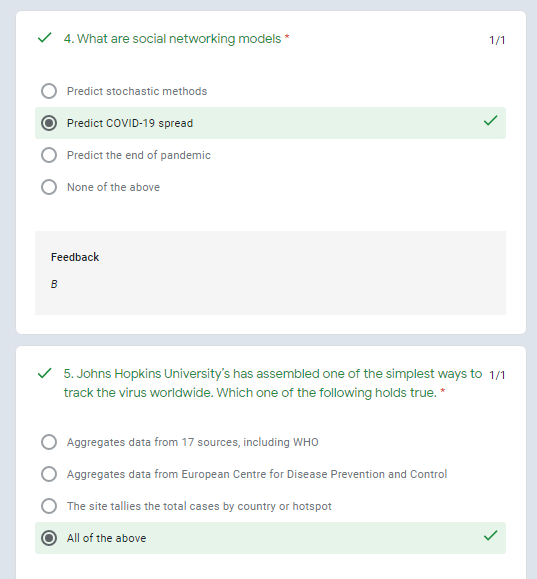 4. What are social networking models *
1/1
Predict stochastic methods
Predict COVID-19 spread
Predict the end of pandemic
None of the above
Feedback
B
5. Johns Hopkins University's has assembled one of the simplest ways to
1/1
track the virus worldwide. Which one of the following holds true. *
Aggregates data from 17 sources, including WHO
Aggregates data from European Centre for Disease Prevention and Control
The site tallies the total cases by country or hotspot
All of the above